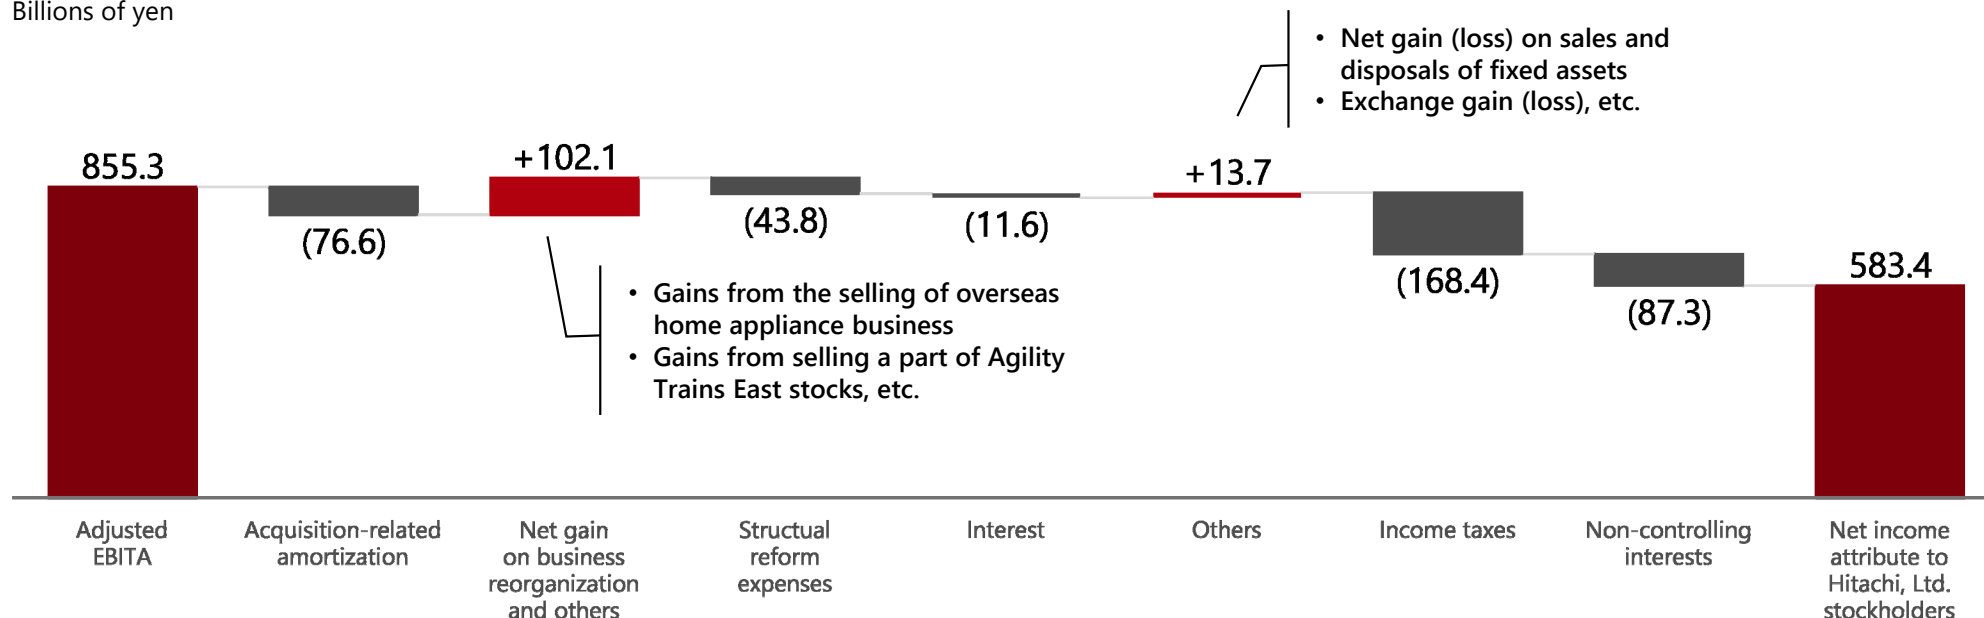 Billions of yen
• Net gain (loss) on sales and
disposals of fixed assets
• Exchange gain (loss), etc.
855.3
(76.6)
+102.1
(43.8)
(11.6)
+13.7
(168.4)
(87.3)
583.4
• Gains from the selling of overseas
home appliance business
• Gains from selling a part of Agility
Trains East stocks, etc.
Adjusted
EBITA
Acquisition-related
amortization
Net gain
on business
reorganization
and others
Structual
reform
expenses
Interest
Others
Income taxes
Non-controlling
interests
Net income
attribute to
Hitachi, Ltd.
stockholders